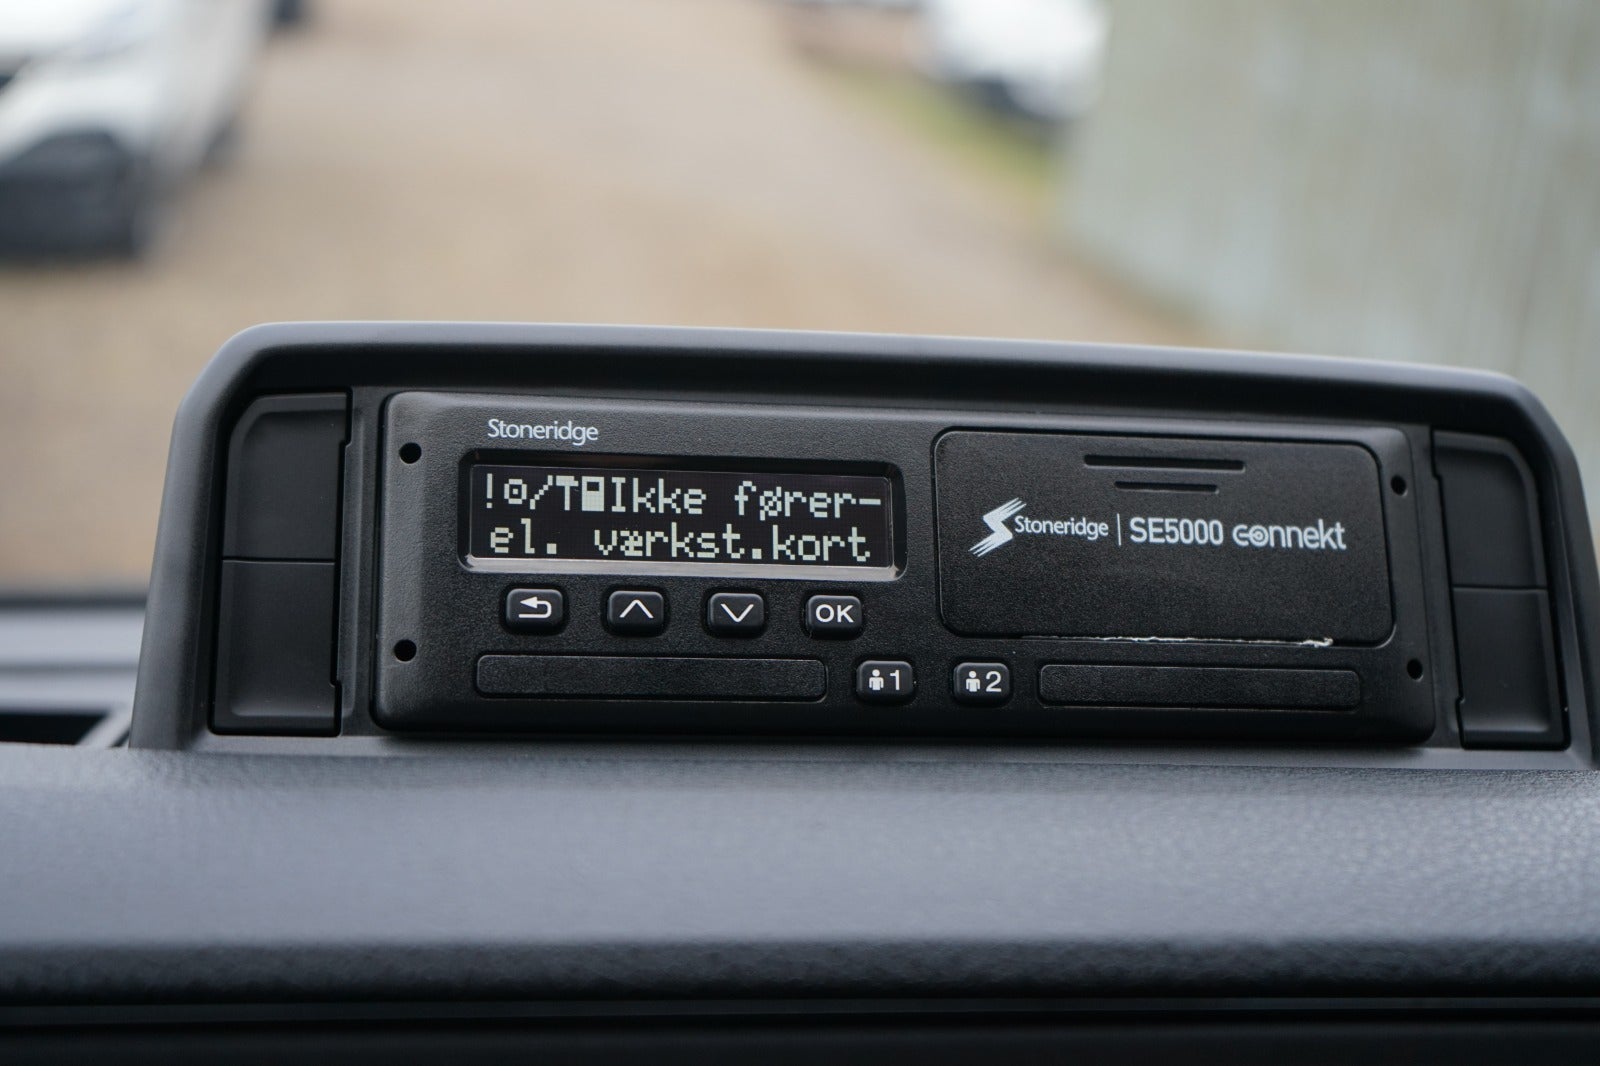 Stoneridge
!o/T Ikke fører-
el. værkst.kort
OK
1
2
Stoneridge | SE5000 connekt